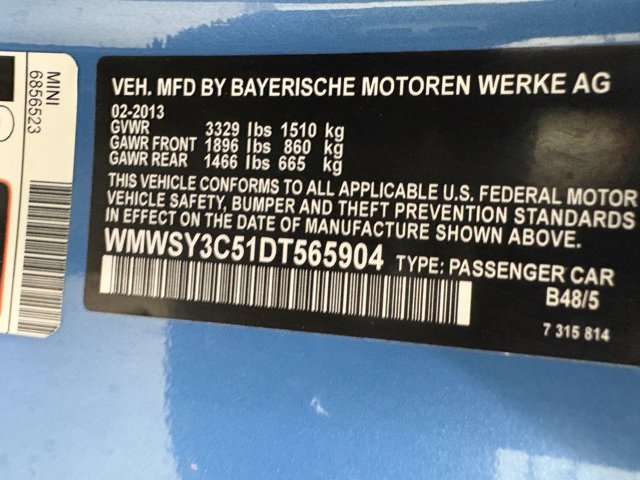 MINI
6856523
VEH. MFD BY BAYERISCHE MOTOREN WERKE AG
02-2013
GVWR 3329 lbs 1510 kg
GAWR FRONT 1896 lbs 860 kg
GAWR REAR 1466 lbs 665 kg
THIS VEHICLE CONFORMS TO ALL APPLICABLE U.S. FEDERAL MOTOR
VEHICLE SAFETY, BUMPER AND THEFT PREVENTION STANDARDS
IN EFFECT ON THE DATE OF MANUFACTURE SHOWN ABOVE.
WMWSY3C51DT565904 TYPE: PASSENGER CAR
B48/5
7 315 814